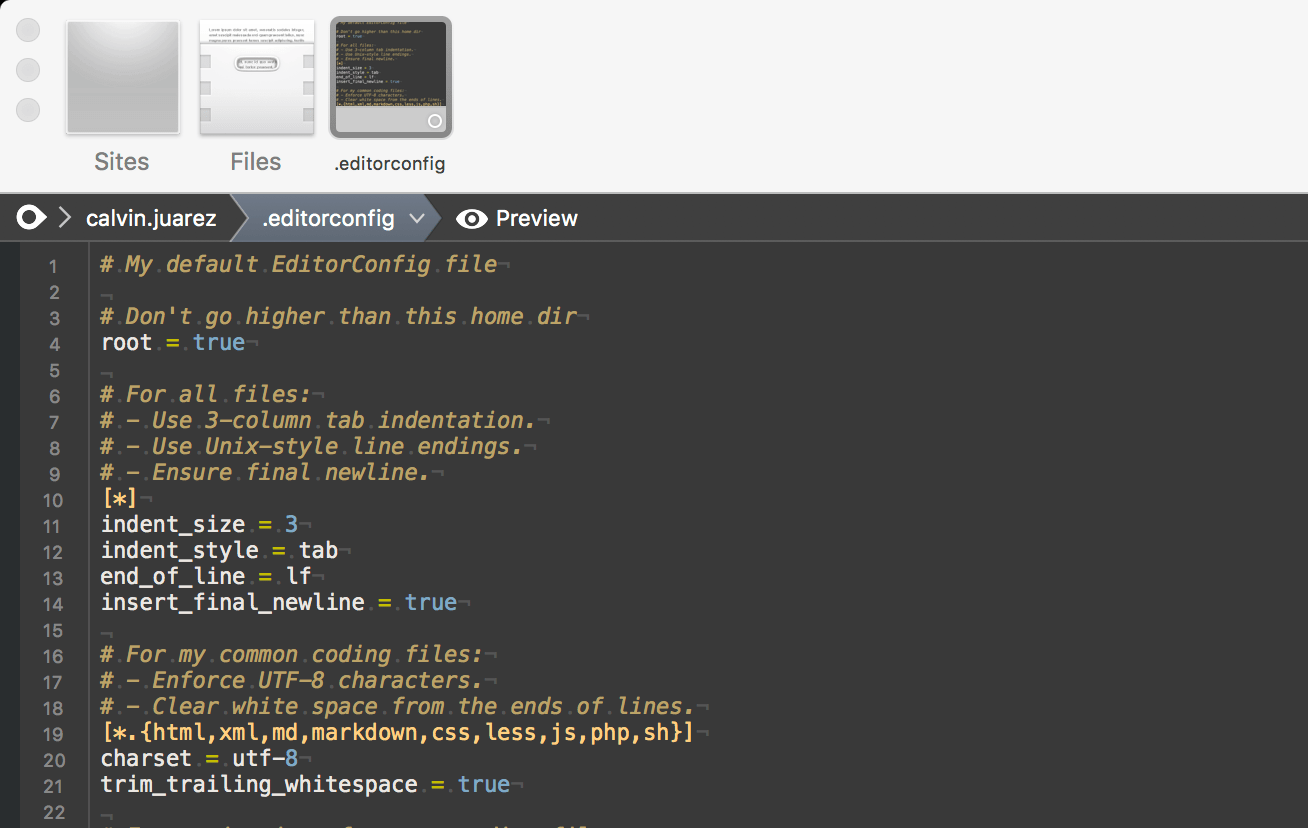 Sites
Files
.editorconfig
calvin.juarez
.editorconfig
Preview
1 # My default EditorConfig file
2
3 # Don't go higher than this home dir
4 root = true
5
6 # For all files:
7 # - Use 3-column tab indentation.
8 # - Use Unix-style line endings.
9 # - Ensure final newline.
10 [*]
11 indent_size = 3
12 indent_style = tab
13 end_of_line = lf
14 insert_final_newline = true
15
16 # For my common coding files:
17 # - Enforce UTF-8 characters.
18 # - Clear white space from the ends of lines.
19 [*.{html,xml,md,markdown,css,less,js,php,sh}]
20 charset = utf-8
21 trim_trailing_whitespace = true
22